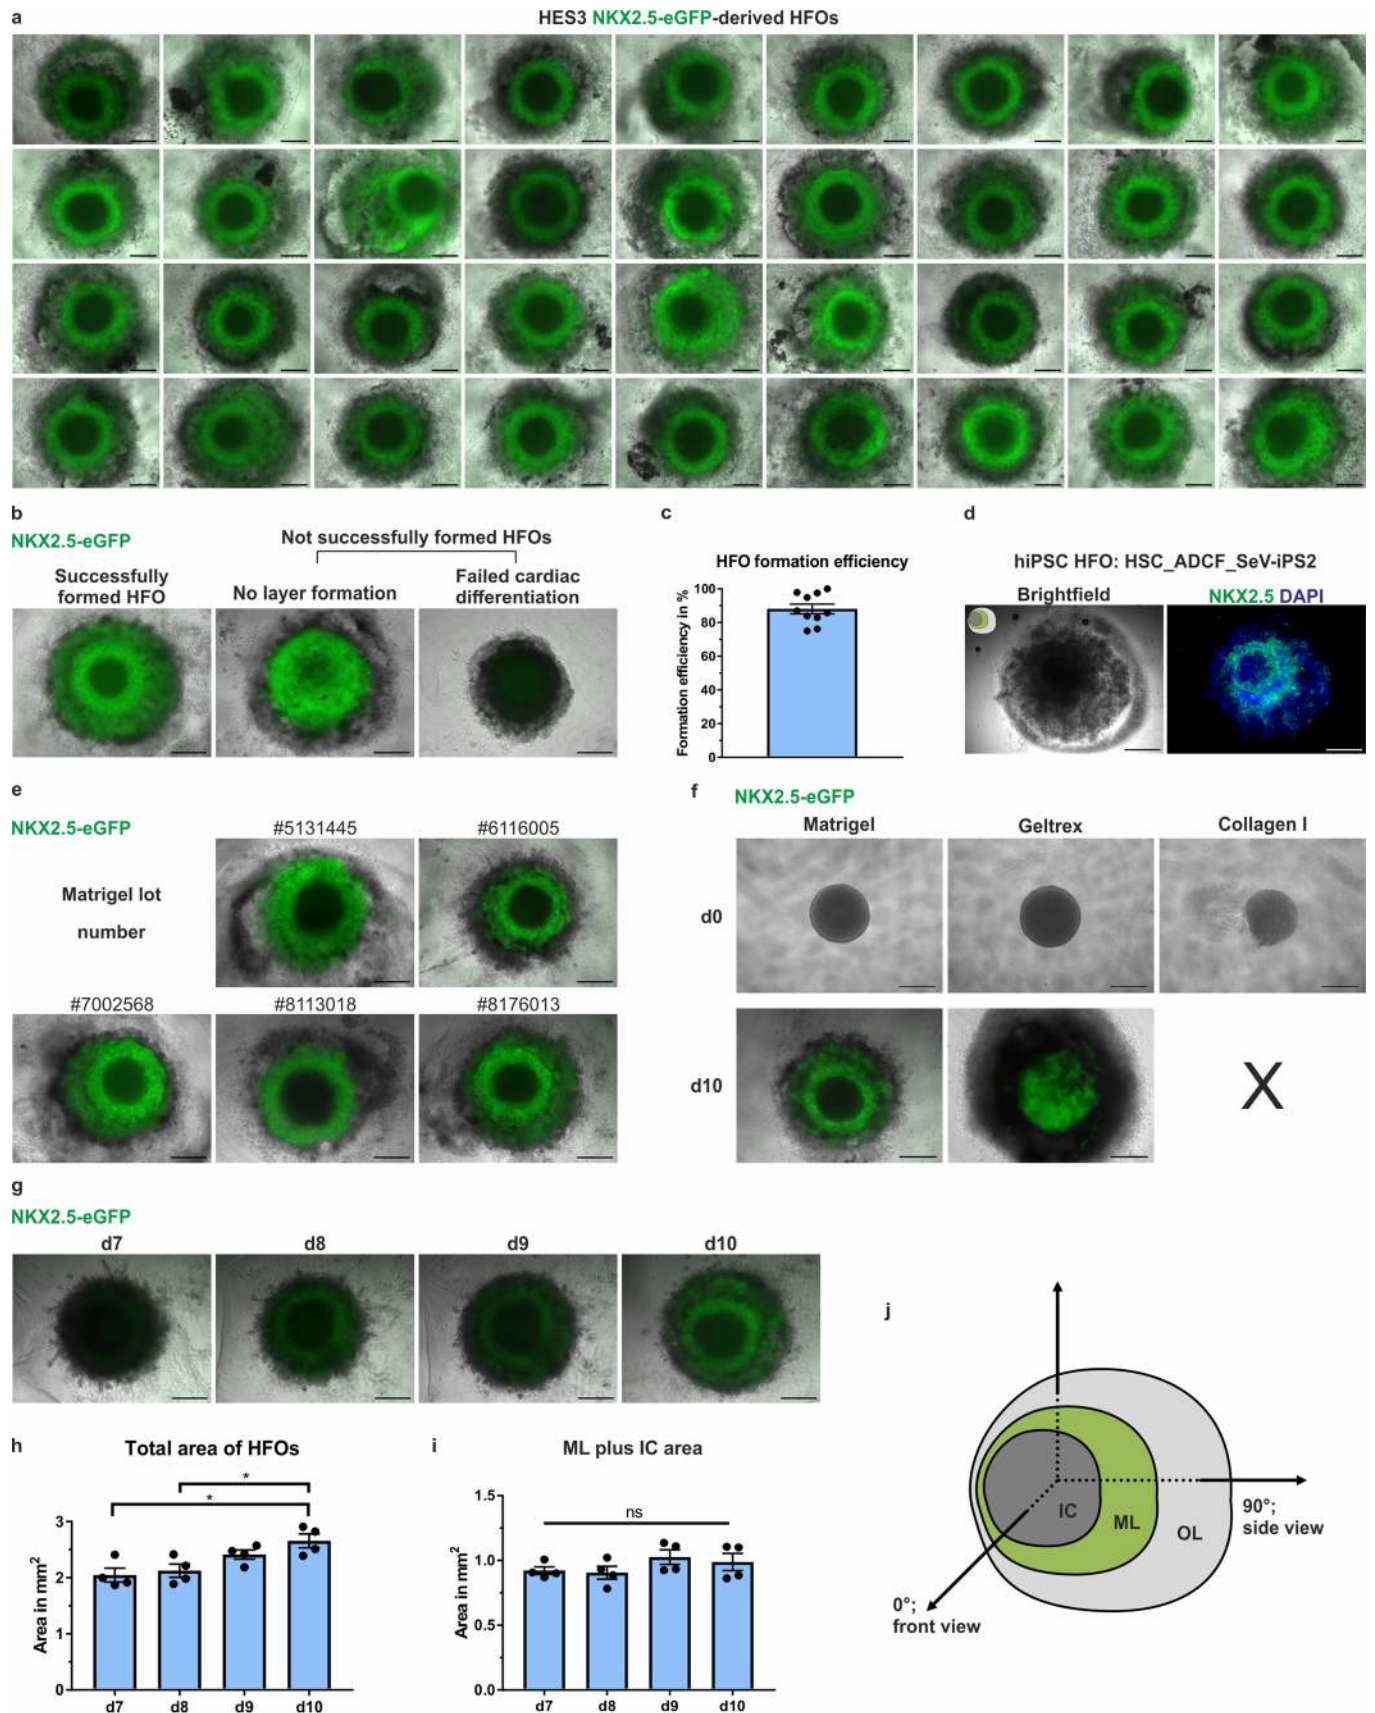 a
HES3 NKX2.5-eGFP-derived HFOs
b
NKX2.5-eGFP
Not successfully formed HFOs
Successfully
formed HFO
No layer formation
Failed cardiac
differentiation
c
HFO formation efficiency
Formation efficiency in %
100
80
60
40
20
0
d
hiPSC HFO: HSC_ADCF_SeV-iPS2
Brightfield
NKX2.5 DAPI
e
NKX2.5-eGFP
Matrigel lot
number
#5131445
#6116005
#7002568
#8113018
#8176013
f
NKX2.5-eGFP
Matrigel
Geltrex
Collagen I
d0
d10
X
g
NKX2.5-eGFP
d7
d8
d9
d10
h
Total area of HFOs
*
*
Area in mm²
3
2
1
0
d7
d8
d9
d10
i
ML plus IC area
ns
Area in mm²
1.5
1.0
0.5
0.0
d7
d8
d9
d10
j
IC
ML
OL
90°;
side view
0°;
front view